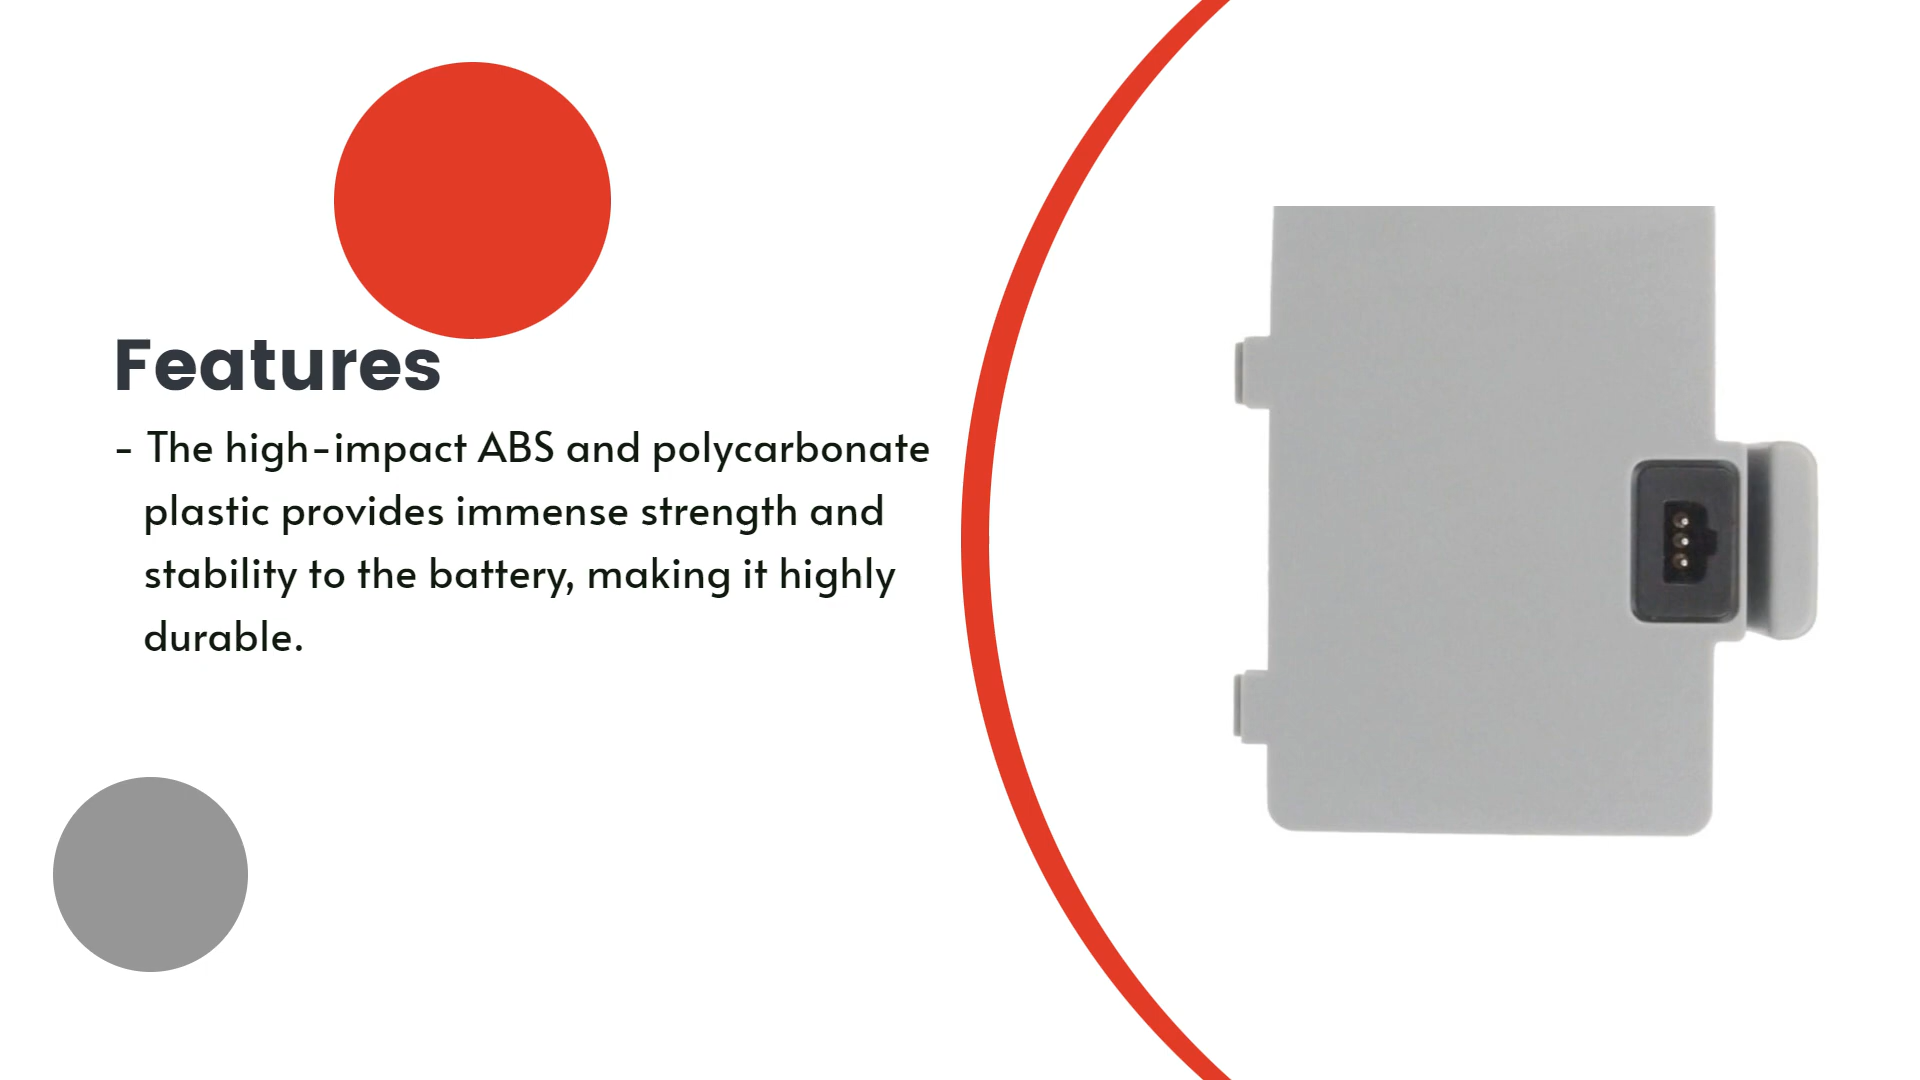 Features
- The high-impact ABS and polycarbonate
plastic provides immense strength and
stability to the battery, making it highly
durable.